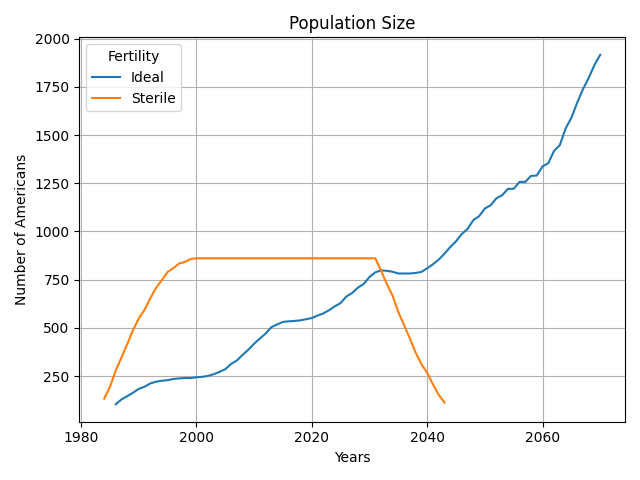 Population Size
Fertility
Ideal
Sterile
Number of Americans
2000
1750
1500
1250
1000
750
500
250
1980
2000
2020
2040
2060
Years